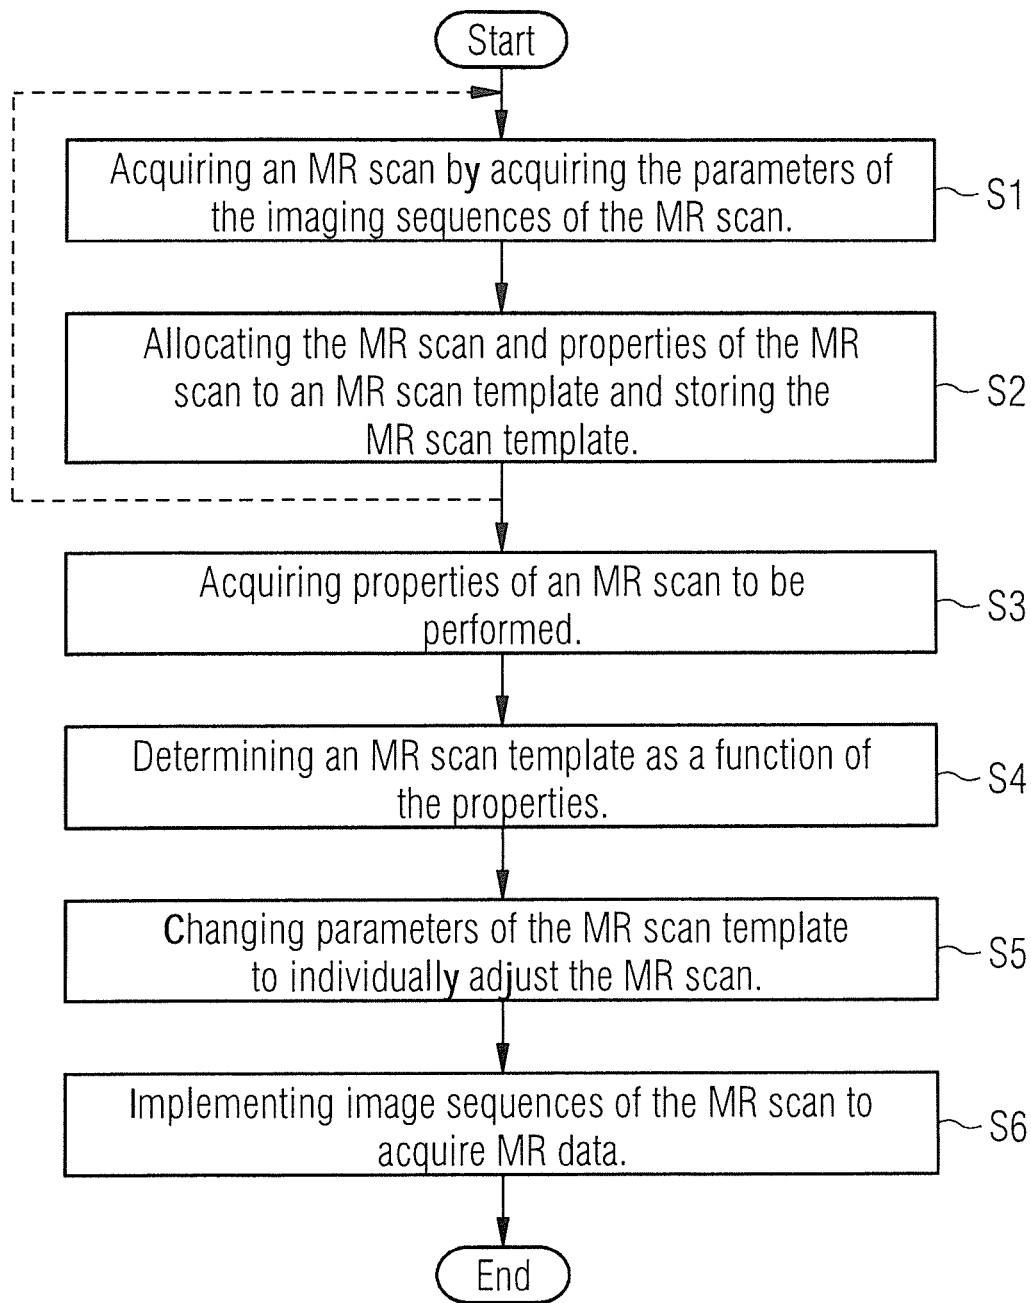 Start
Acquiring an MR scan by acquiring the parameters of
the imaging sequences of the MR scan.
S1
Allocating the MR scan and properties of the MR
scan to an MR scan template and storing the
MR scan template.
S2
Acquiring properties of an MR scan to be
performed.
S3
Determining an MR scan template as a function of
the properties.
S4
Changing parameters of the MR scan template
to individually adjust the MR scan.
S5
Implementing image sequences of the MR scan to
acquire MR data.
S6
End